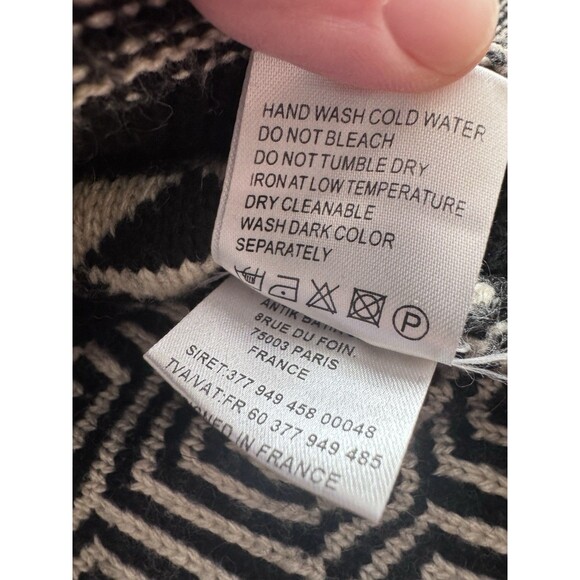 HAND WASH COLD WATER
DO NOT BLEACH
DO NOT TUMBLE DRY
IRON AT LOW TEMPERATURE
DRY CLEANABLE
WASH DARK COLOR
SEPARATELY
P
ANTIK BATIK
8RUE DU FOIN.
75003 PARIS
FRANCE
SIRET:377 949 458 00048
TVA/VAT:FR 60 377 949 485
IN FRANCE